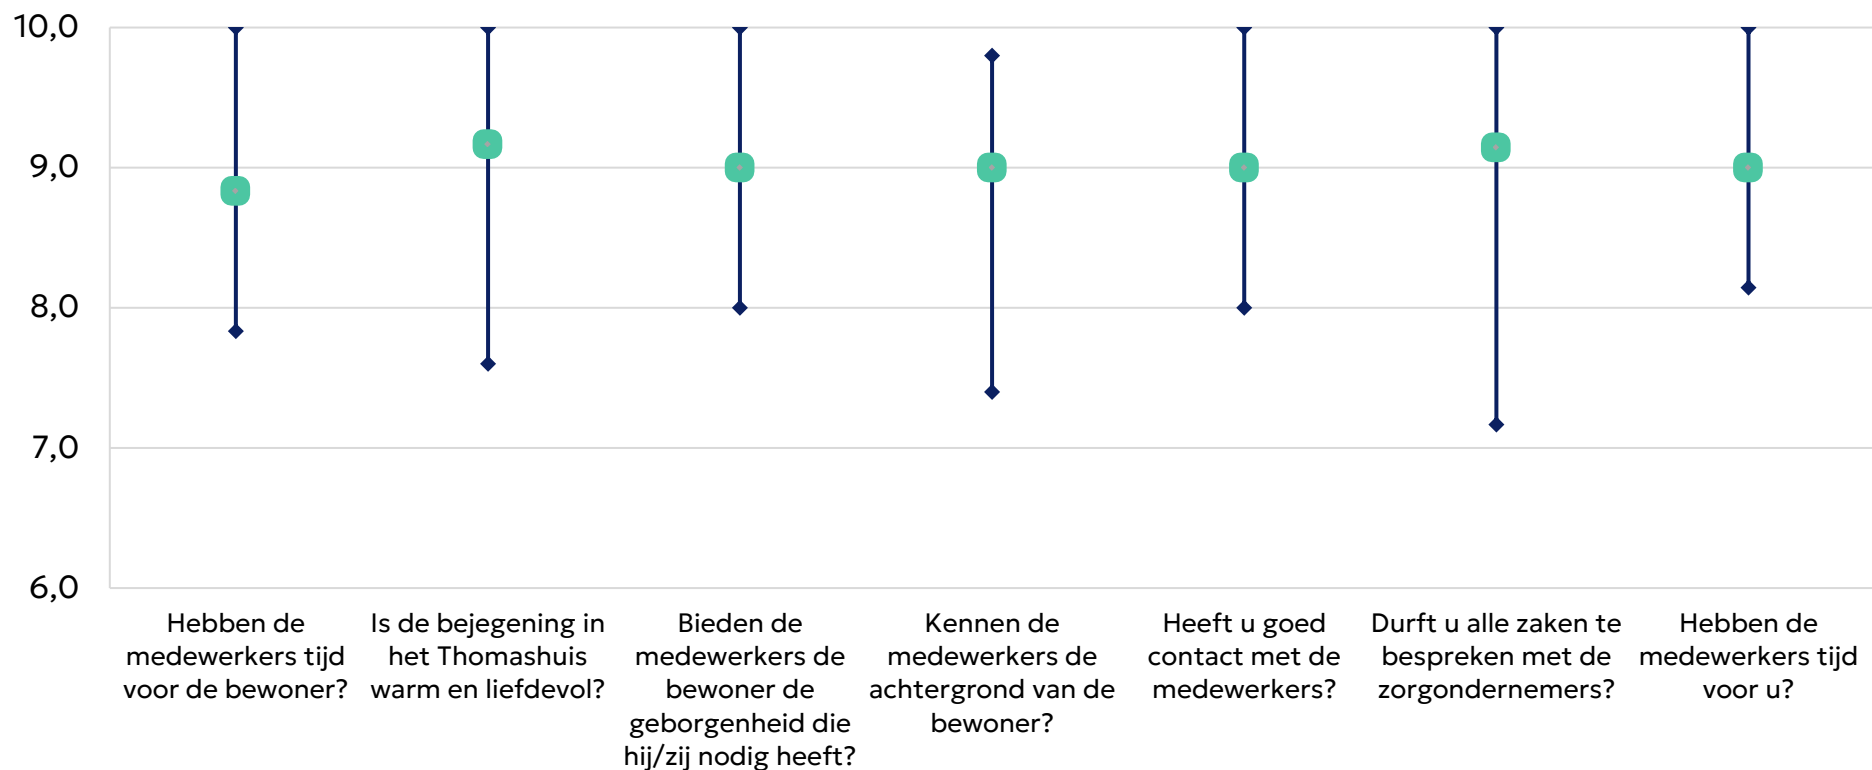 10,0
9,0
8,0
7,0
6,0
Hebben de
medewerkers tijd
voor de bewoner?
Is de bejegening in
het Thomashuis
warm en liefdevol?
Bieden de
medewerkers de
bewoner de
geborgenheid die
hij/zij nodig heeft?
Kennen de
medewerkers de
achtergrond van de
bewoner?
Heeft u goed
contact met de
medewerkers?
Durft u alle zaken te
bespreken met de
zorgondernemers?
Hebben de
medewerkers tijd
voor u?